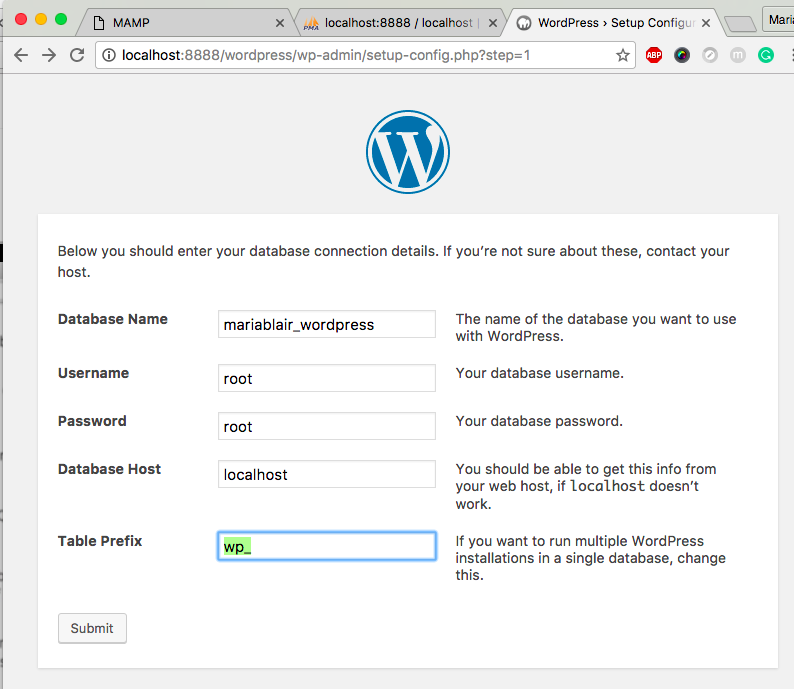 MAMP
localhost:8888 / localhost |
WordPress › Setup Configur
Maria
localhost:8888/wordpress/wp-admin/setup-config.php?step=1
ABP
Below you should enter your database connection details. If you’re not sure about these, contact your
host.
Database Name
mariablair_wordpress
The name of the database you want to use
with WordPress.
Username
root
Your database username.
Password
root
Your database password.
Database Host
localhost
You should be able to get this info from
your web host, if localhost doesn’t
work.
Table Prefix
wp_
If you want to run multiple WordPress
installations in a single database, change
this.
Submit